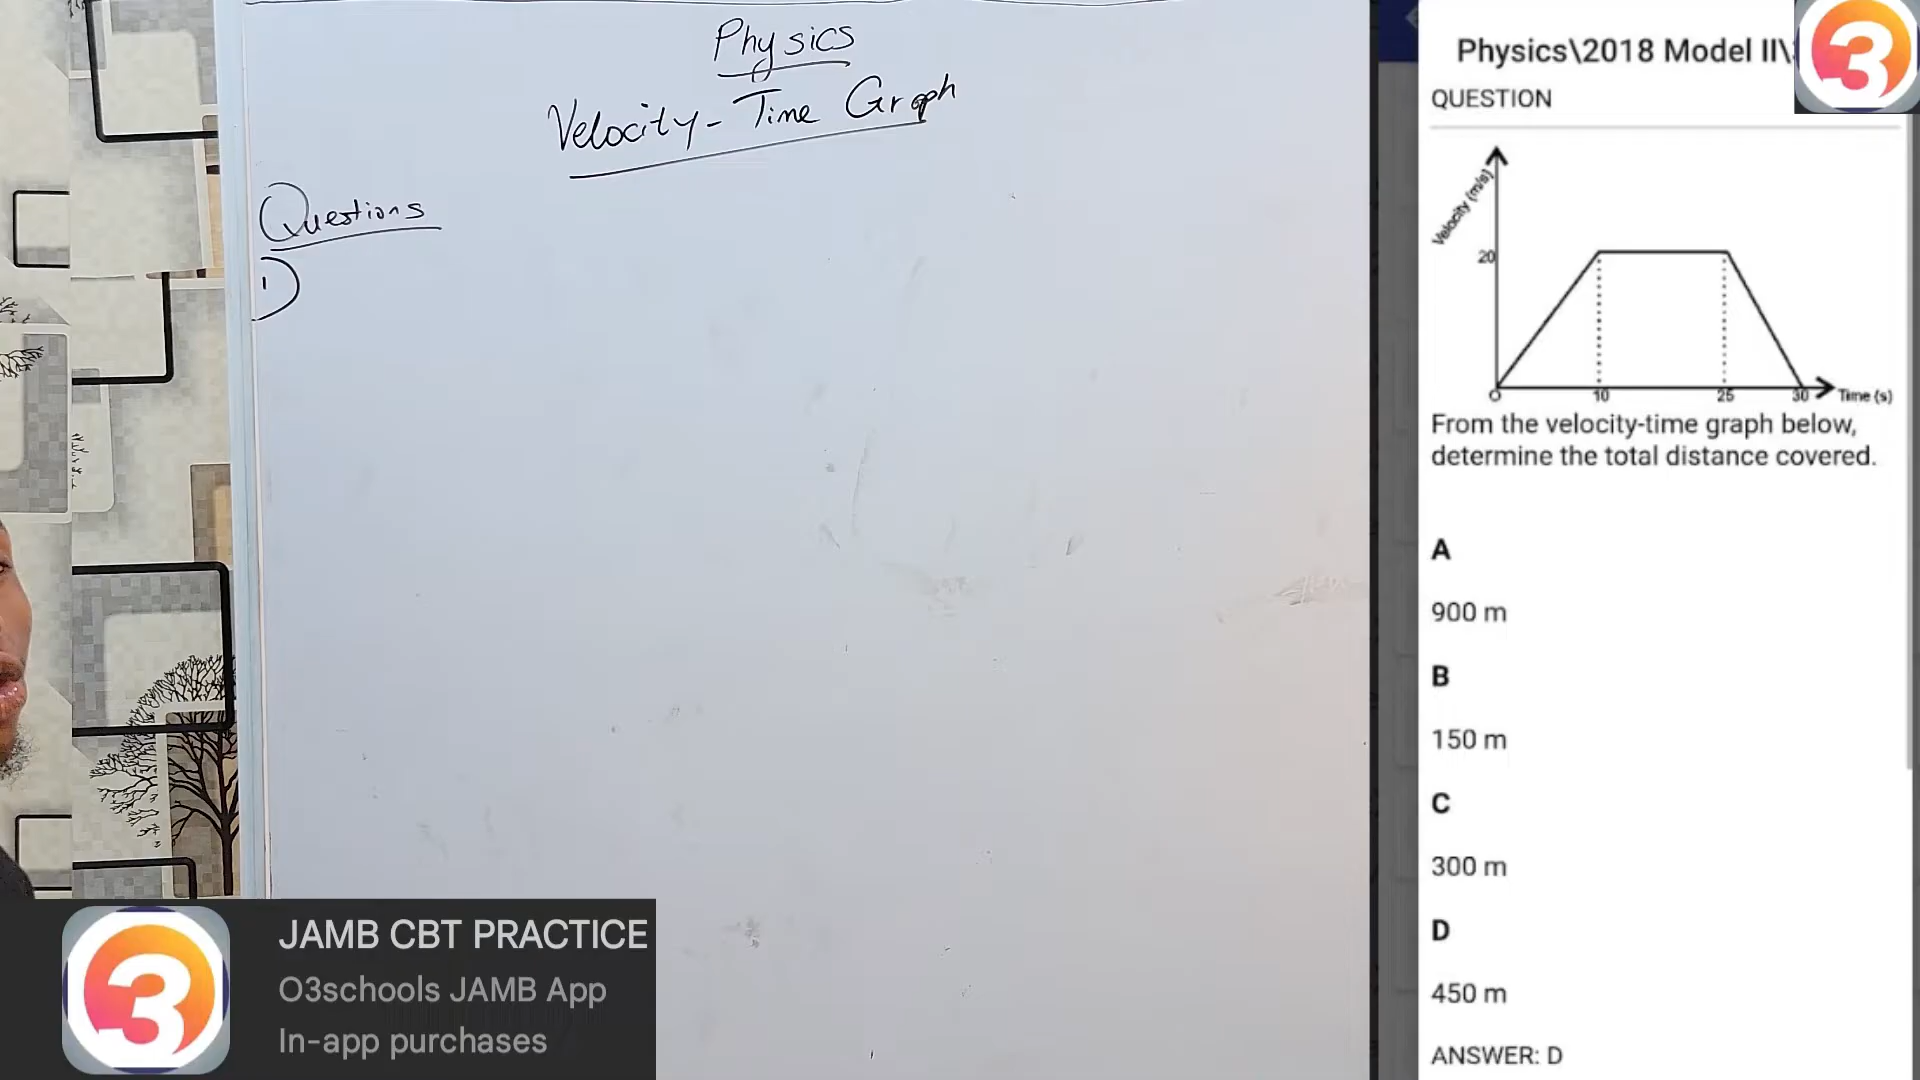 Physics
Velocity - Time Graph
Questions
1)
JAMB CBT PRACTICE
O3schools JAMB App
In-app purchases
3
Physics\2018 Model II\
3
QUESTION
Velocity (m/s)
20
O 10 25 30 Time (s)
From the velocity-time graph below,
determine the total distance covered.
A
900 m
B
150 m
C
300 m
D
450 m
ANSWER: D